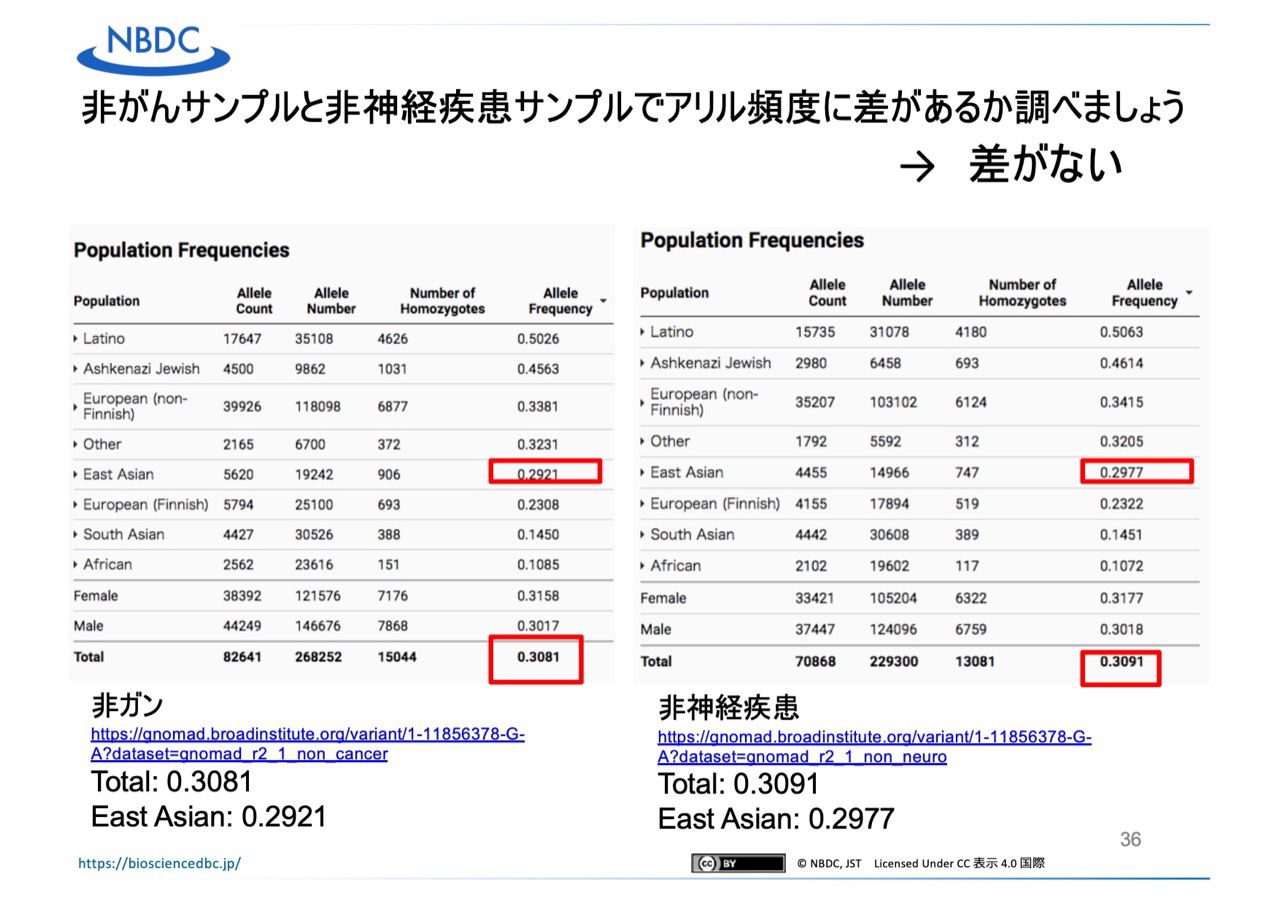 NBDC
非がんサンプルと非神経疾患サンプルでアリル頻度に差があるか調べましょう
→ 差がない
Population Frequencies
Population Allele Count Allele Number Number of Homozygotes Allele Frequency
Latino 17647 35108 4626 0.5026
Ashkenazi Jewish 4500 9862 1031 0.4563
European (non-Finnish) 39926 118098 6877 0.3381
Other 2165 6700 372 0.3231
East Asian 5620 19242 906 0.2921
European (Finnish) 5794 25100 693 0.2308
South Asian 4427 30526 388 0.1450
African 2562 23616 151 0.1085
Female 38392 121576 7176 0.3158
Male 44249 146676 7868 0.3017
Total 82641 268252 15044 0.3081
非ガン
https://gnomad.broadinstitute.org/variant/1-11856378-G-
A?dataset=gnomad_r2_1_non_cancer
Total: 0.3081
East Asian: 0.2921
Population Frequencies
Population Allele Count Allele Number Number of Homozygotes Allele Frequency
Latino 15735 31078 4180 0.5063
Ashkenazi Jewish 2980 6458 693 0.4614
European (non-Finnish) 35207 103102 6124 0.3415
Other 1792 5592 312 0.3205
East Asian 4455 14966 747 0.2977
European (Finnish) 4155 17894 519 0.2322
South Asian 4442 30608 389 0.1451
African 2102 19602 117 0.1072
Female 33421 105204 6322 0.3177
Male 37447 124096 6759 0.3018
Total 70868 229300 13081 0.3091
非神経疾患
https://gnomad.broadinstitute.org/variant/1-11856378-G-
A?dataset=gnomad_r2_1_non_neuro
Total: 0.3091
East Asian: 0.2977
36
https://biosciencedbc.jp/
cc BY
© NBDC, JST Licensed Under CC 表示 4.0 国際